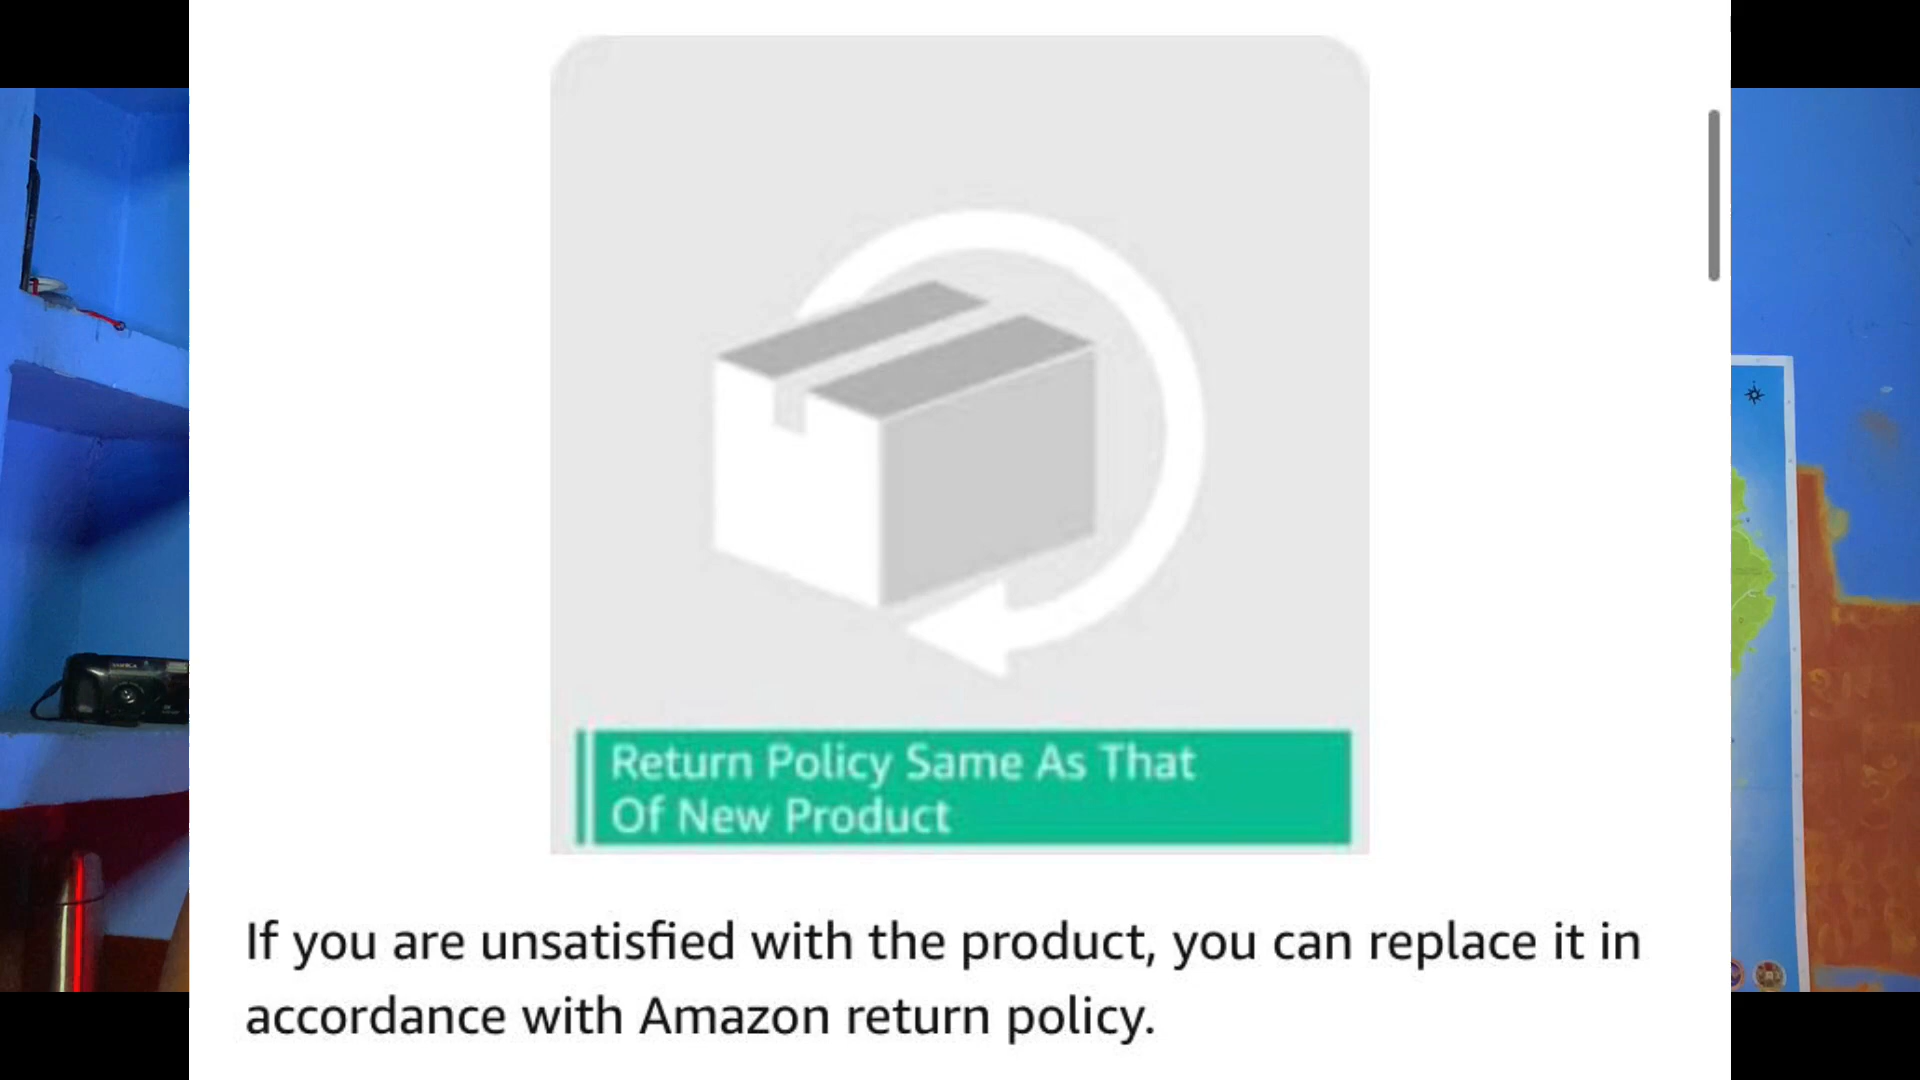 Return Policy Same As That
Of New Product
If you are unsatisfied with the product, you can replace it in
accordance with Amazon return policy.